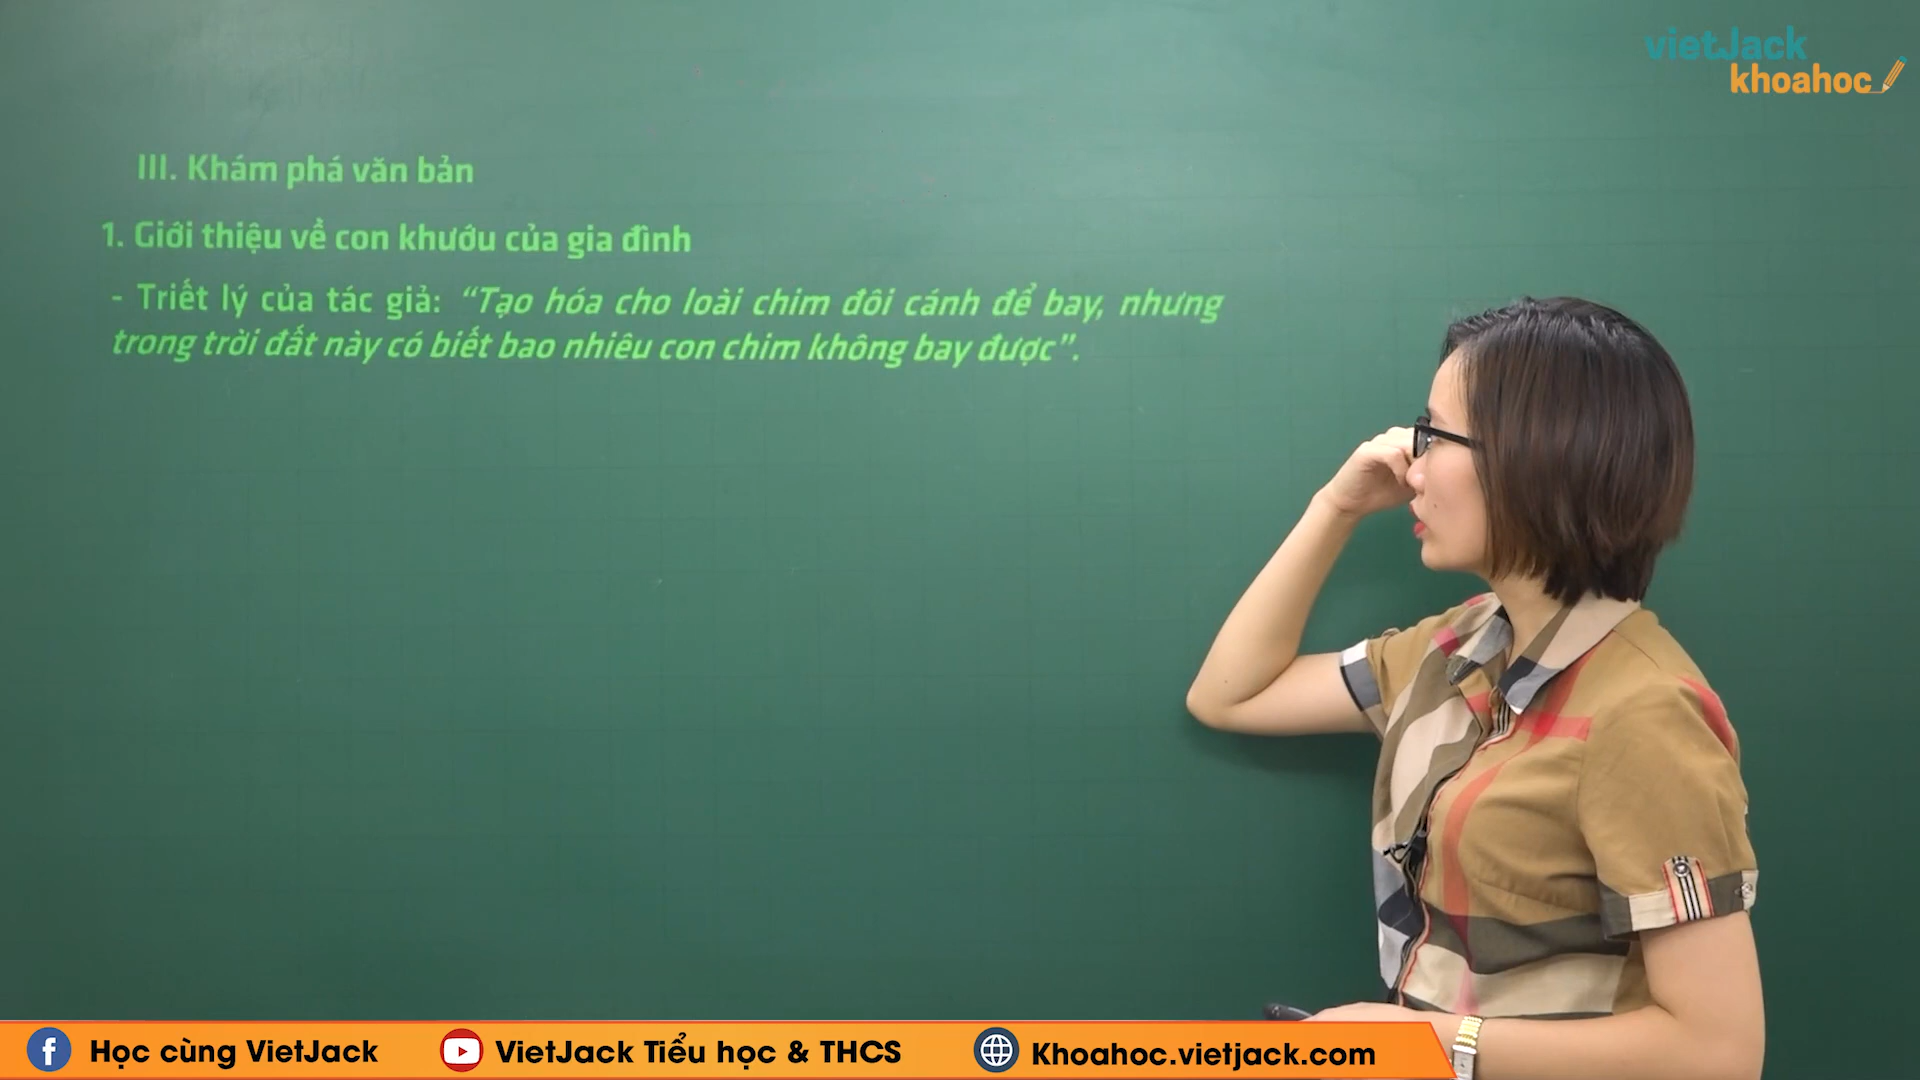 vietJack
khoahoc
III. Khám phá văn bản
1. Giới thiệu về con khướu của gia đình
- Triết lý của tác giả: “Tạo hóa cho loài chim đôi cánh để bay, nhưng
trong trời đất này có biết bao nhiêu con chim không bay được”.
Học cùng VietJack
VietJack Tiểu học & THCS
Khoahoc.vietjack.com